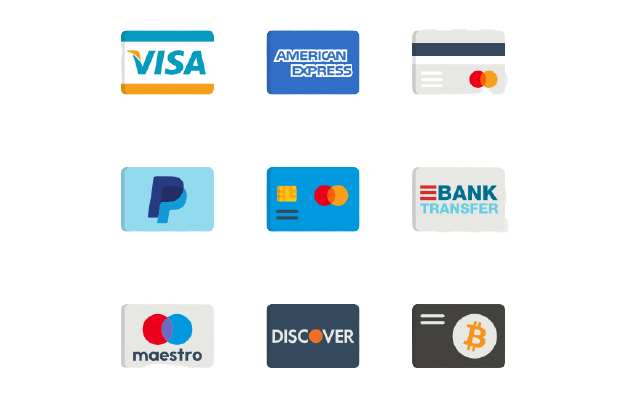 VISA
AMERICAN
EXPRESS
BANK
TRANSFER
maestro
DISCOVER